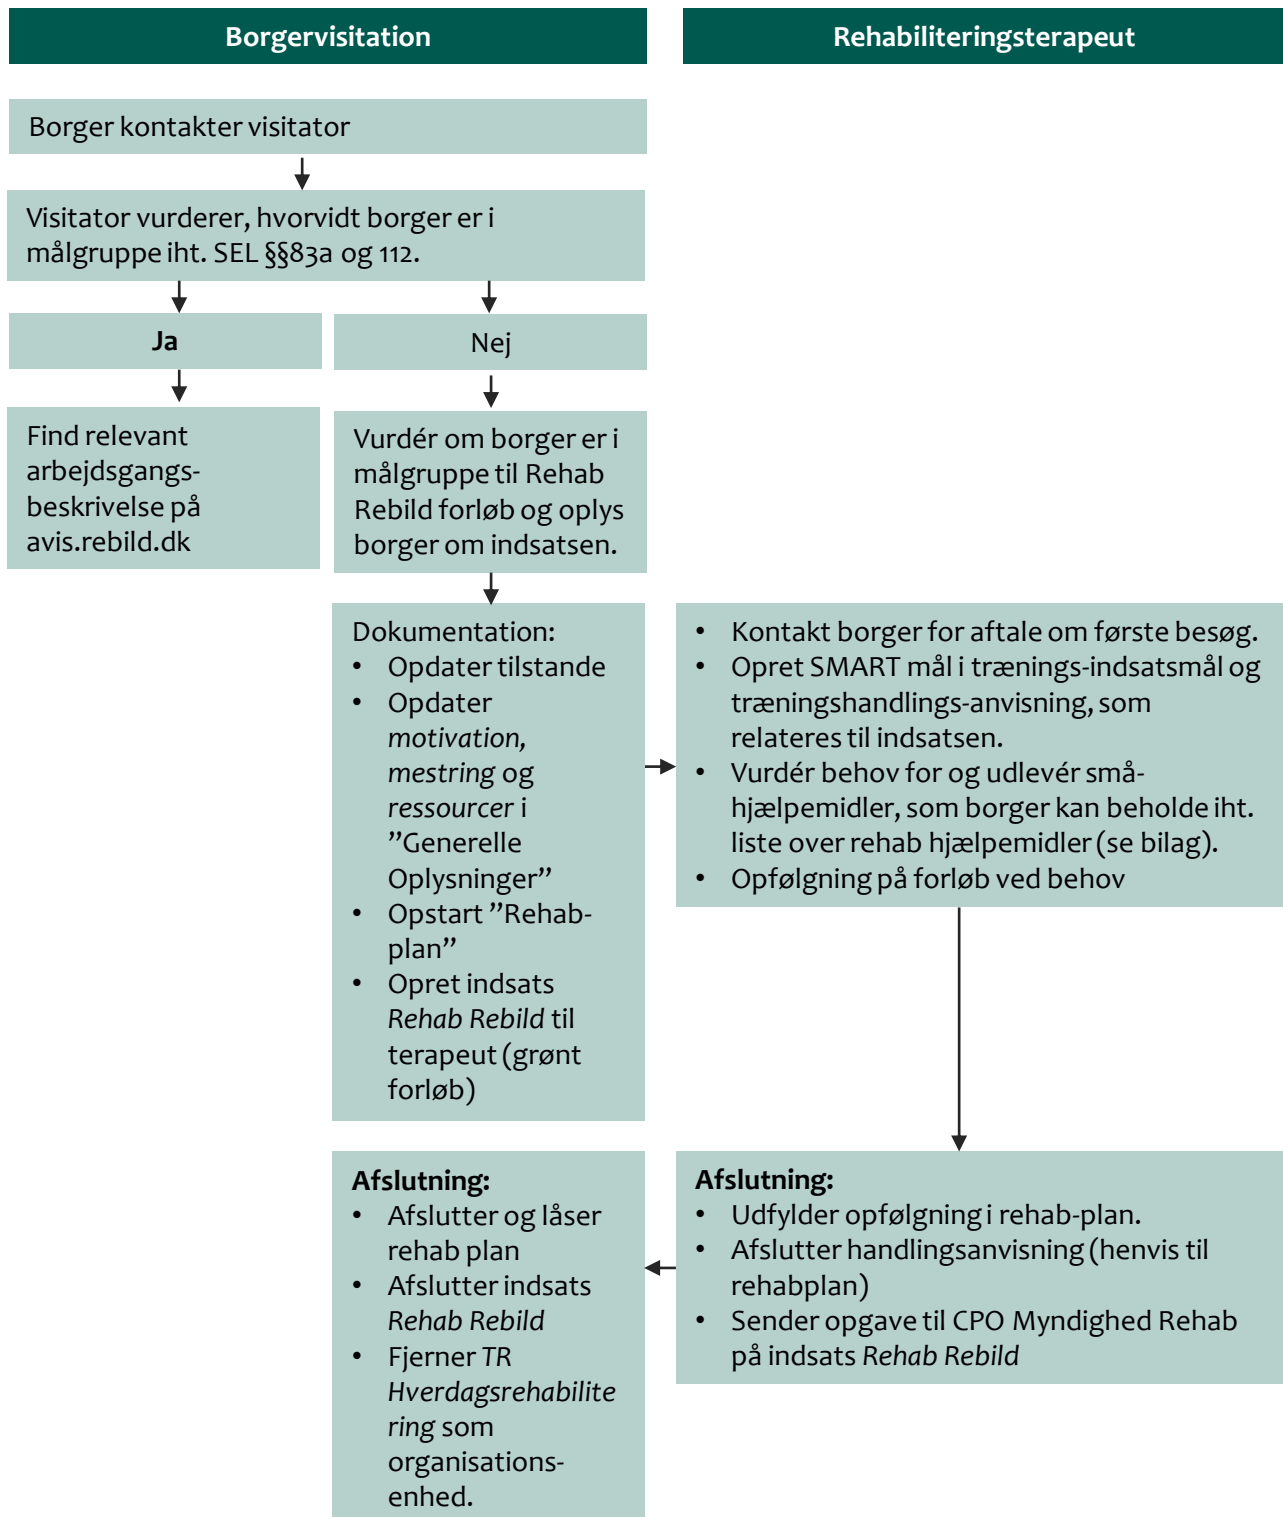 Borgervisitation
Rehabiliteringsterapeut
Borger kontakter visitator
Visitator vurderer, hvorvidt borger er i
målgruppe iht. SEL §§83a og 112.
Ja
Nej
Find relevant
arbejdsgangs-
beskrivelse på
avis.rebild.dk
Vurdér om borger er i
målgruppe til Rehab
Rebild forløb og oplys
borger om indsatsen.
Dokumentation:
• Opdater tilstande
• Opdater
motivation,
mestring og
ressourcer i
”Generelle
Oplysninger”
• Opstart ”Rehab-
plan”
• Opret indsats
Rehab Rebild til
terapeut (grønt
forløb)
• Kontakt borger for aftale om første besøg.
• Opret SMART mål i trænings-indsatsmål og
træningshandlings-anvisning, som
relateres til indsatsen.
• Vurdér behov for og udlevér små-
hjælpemidler, som borger kan beholde iht.
liste over rehab hjælpemidler (se bilag).
• Opfølgning på forløb ved behov
Afslutning:
• Udfylder opfølgning i rehab-plan.
• Afslutter handlingsanvisning (henvis til
rehabplan)
• Sender opgave til CPO Myndighed Rehab
på indsats Rehab Rebild
Afslutning:
• Afslutter og låser
rehab plan
• Afslutter indsats
Rehab Rebild
• Fjerner TR
Hverdagsrehabilite
ring som
organisations-
enhed.